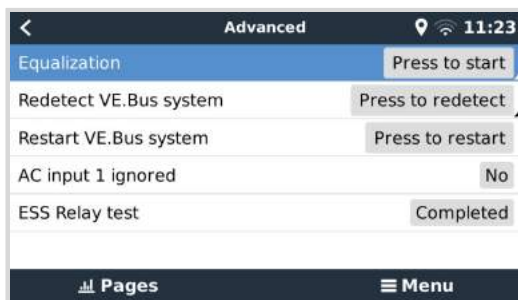 Advanced 11:23
Equalization Press to start
Redetect VE.Bus system Press to redetect
Restart VE.Bus system Press to restart
AC input 1 ignored No
ESS Relay test Completed
Pages Menu